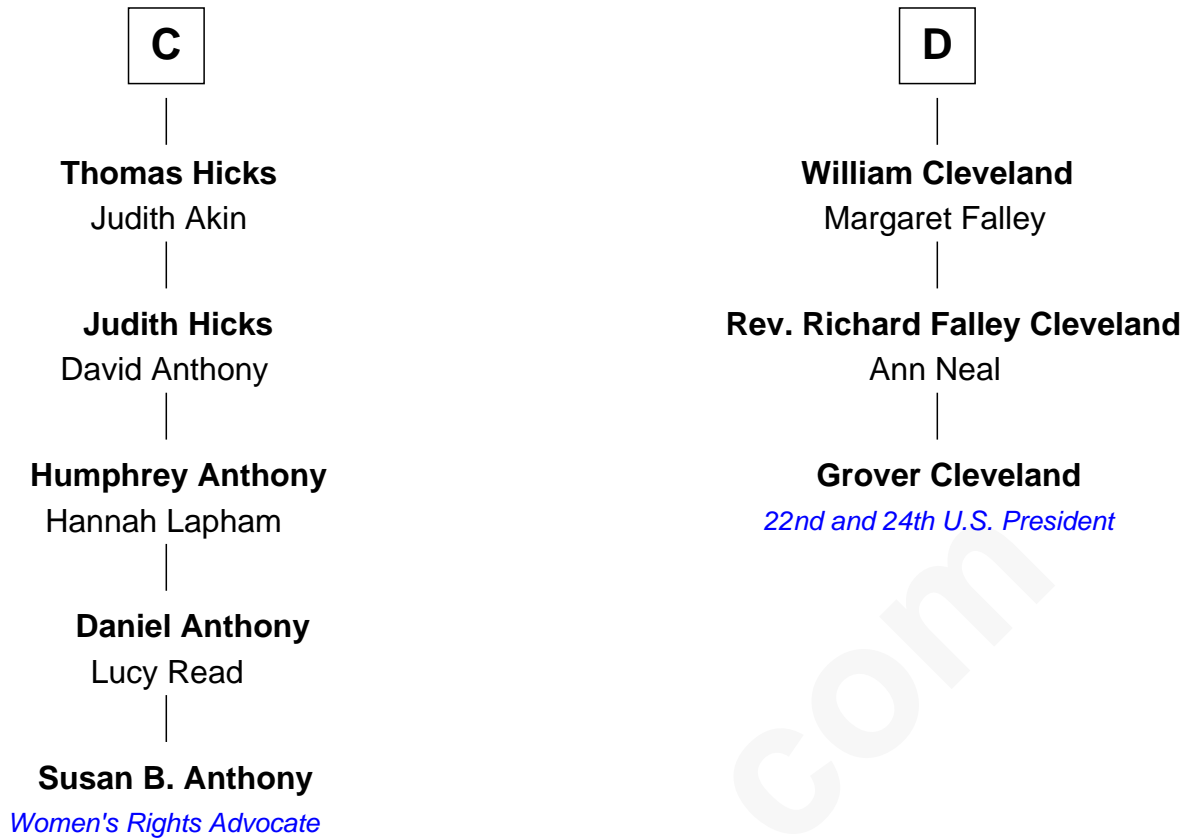 C
Thomas Hicks
Judith Akin
Judith Hicks
David Anthony
Humphrey Anthony
Hannah Lapham
Daniel Anthony
Lucy Read
Susan B. Anthony
Women's Rights Advocate
D
William Cleveland
Margaret Falley
Rev. Richard Falley Cleveland
Ann Neal
Grover Cleveland
22nd and 24th U.S. President
com